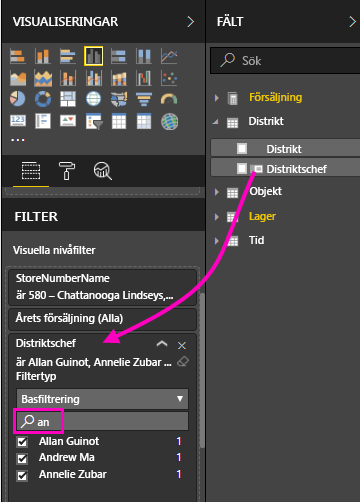 VISUALISERINGAR
FILTER
Visuella nivåfilter
StoreNumberName
är 580 – Chattanooga Lindseys,...
Årets försäljning (Alla)
Distriktschef
är Allan Guinot, Annelie Zubar ...
Filtertyp
Basfiltrering
an
Allan Guinot 1
Andrew Ma 1
Annelie Zubar 1
FÄLT
Sök
Försäljning
Distrikt
Distrikt
Distriktschef
Objekt
Lager
Tid